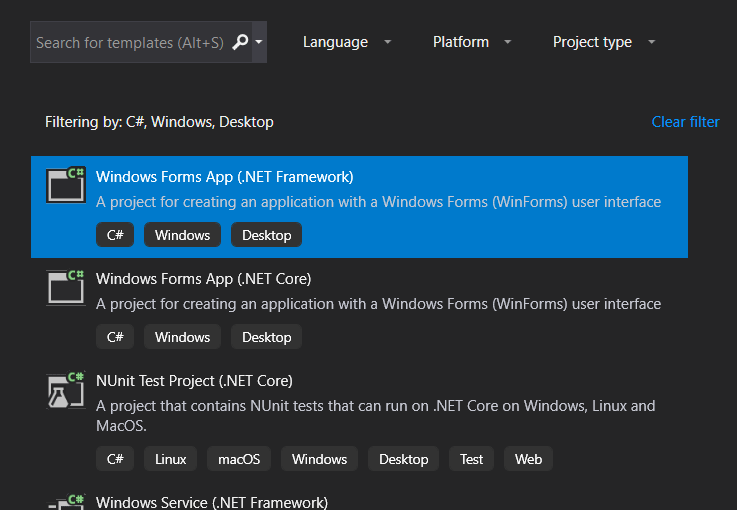 Search for templates (Alt+S)
Language
Platform
Project type
Filtering by: C#, Windows, Desktop
Clear filter
C#
Windows Forms App (.NET Framework)
A project for creating an application with a Windows Forms (WinForms) user interface
C# Windows Desktop
C#
Windows Forms App (.NET Core)
A project for creating an application with a Windows Forms (WinForms) user interface
C# Windows Desktop
C#
NUnit Test Project (.NET Core)
A project that contains NUnit tests that can run on .NET Core on Windows, Linux and
MacOS.
C# Linux macOS Windows Desktop Test Web
C#
Windows Service (.NET Framework)